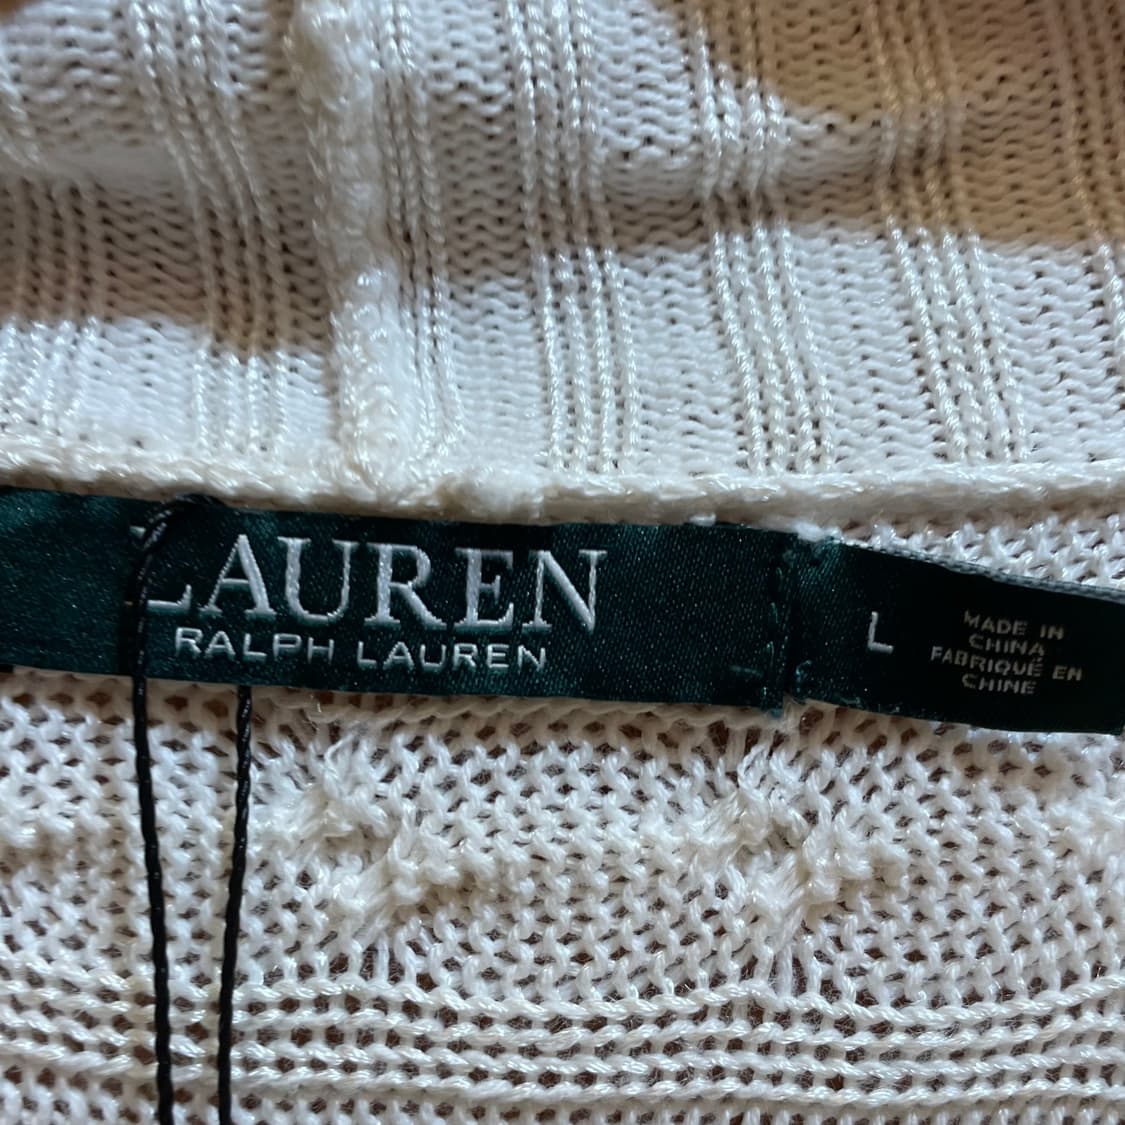 LAUREN
RALPH LAUREN
L
MADE IN
CHINA
FABRIQUÉ EN
CHINE